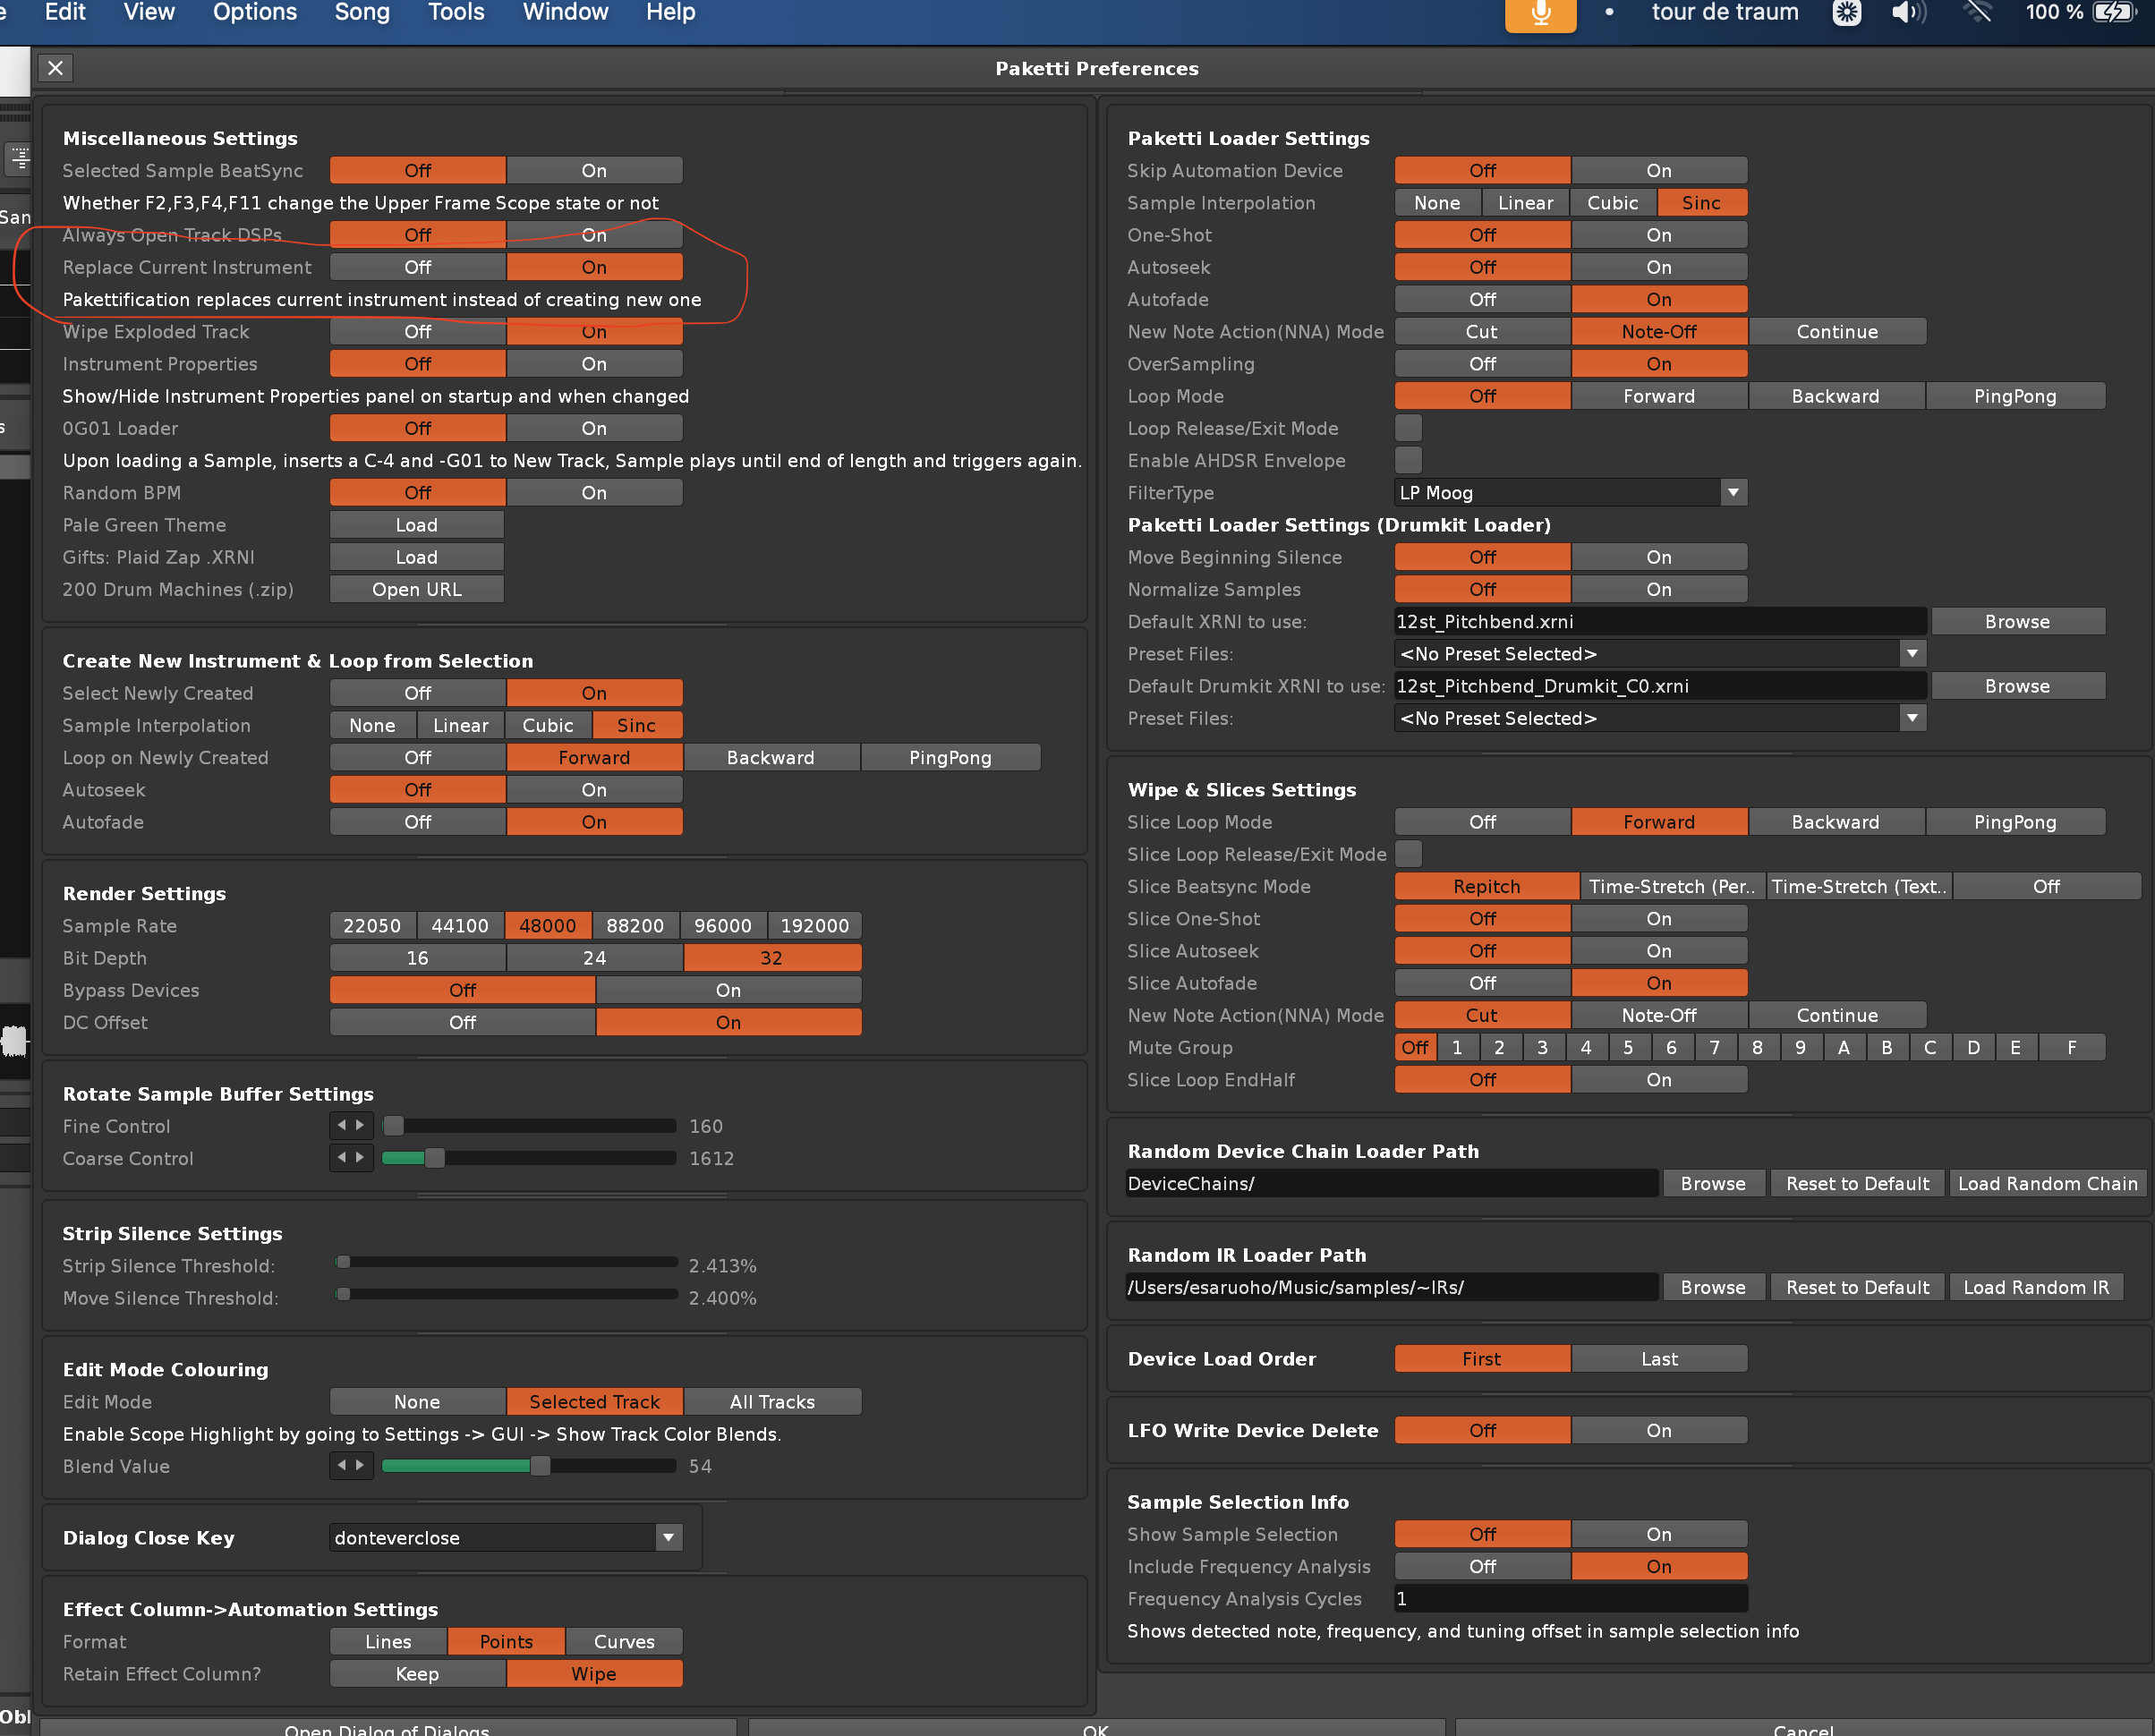 Edit View Options Song Tools Window Help tour de traum 100 %
Paketti Preferences
Miscellaneous Settings
Selected Sample BeatSync Off On
Whether F2,F3,F4,F11 change the Upper Frame Scope state or not
Always Open Track DSPs Off On
Replace Current Instrument Off On
Pakettification replaces current instrument instead of creating new one
Wipe Exploded Track Off On
Instrument Properties Off On
Show/Hide Instrument Properties panel on startup and when changed
0G01 Loader Off On
Upon loading a Sample, inserts a C-4 and -G01 to New Track, Sample plays until end of length and triggers again.
Random BPM Off On
Pale Green Theme Load
Gifts: Plaid Zap .XRNI Load
200 Drum Machines (.zip) Open URL
Create New Instrument & Loop from Selection
Select Newly Created Off On
Sample Interpolation None Linear Cubic Sinc
Loop on Newly Created Off Forward Backward PingPong
Autoseek Off On
Autofade Off On
Render Settings
Sample Rate 22050 44100 48000 88200 96000 192000
Bit Depth 16 24 32
Bypass Devices Off On
DC Offset Off On
Rotate Sample Buffer Settings
Fine Control 160
Coarse Control 1612
Strip Silence Settings
Strip Silence Threshold: 2.413%
Move Silence Threshold: 2.400%
Edit Mode Colouring
Edit Mode None Selected Track All Tracks
Enable Scope Highlight by going to Settings -> GUI -> Show Track Color Blends.
Blend Value 54
Dialog Close Key donteverclose
Effect Column->Automation Settings
Format Lines Points Curves
Retain Effect Column? Keep Wipe
Paketti Loader Settings
Skip Automation Device Off On
Sample Interpolation None Linear Cubic Sinc
One-Shot Off On
Autoseek Off On
Autofade Off On
New Note Action(NNA) Mode Cut Note-Off Continue
OverSampling Off On
Loop Mode Off Forward Backward PingPong
Loop Release/Exit Mode
Enable AHDSR Envelope
FilterType LP Moog
Paketti Loader Settings (Drumkit Loader)
Move Beginning Silence Off On
Normalize Samples Off On
Default XRNI to use: 12st_Pitchbend.xrni Browse
Preset Files: <No Preset Selected>
Default Drumkit XRNI to use: 12st_Pitchbend_Drumkit_C0.xrni Browse
Preset Files: <No Preset Selected>
Wipe & Slices Settings
Slice Loop Mode Off Forward Backward PingPong
Slice Loop Release/Exit Mode
Slice Beatsync Mode Repitch Time-Stretch (Per.. Time-Stretch (Text.. Off
Slice One-Shot Off On
Slice Autoseek Off On
Slice Autofade Off On
New Note Action(NNA) Mode Cut Note-Off Continue
Mute Group Off 1 2 3 4 5 6 7 8 9 A B C D E F
Slice Loop EndHalf Off On
Random Device Chain Loader Path
DeviceChains/ Browse Reset to Default Load Random Chain
Random IR Loader Path
/Users/esaruoho/Music/samples/~IRs/ Browse Reset to Default Load Random IR
Device Load Order First Last
LFO Write Device Delete Off On
Sample Selection Info
Show Sample Selection Off On
Include Frequency Analysis Off On
Frequency Analysis Cycles 1
Shows detected note, frequency, and tuning offset in sample selection info
Open Dialog of Dialogs OK Cancel